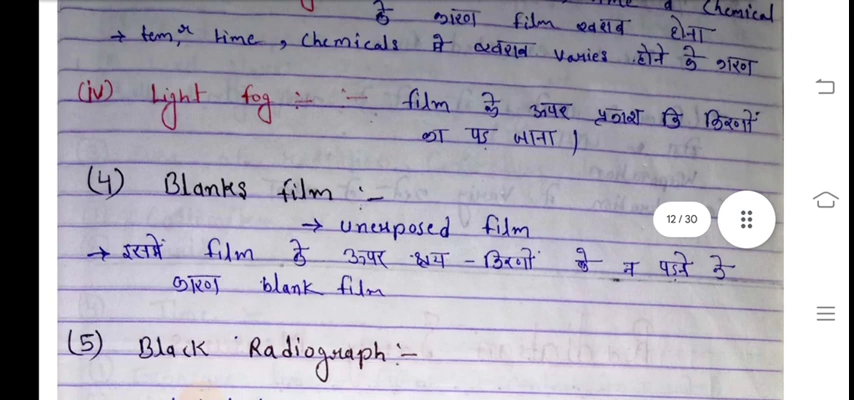 के कारण film खराब होना
Chemical
→ tem,r time, chemicals में खराब varies होने के कारण
(iv) Light fog :- :- film के ऊपर प्रकाश कि किरणों
का पड़ जाना)
(4) Blanks film :-
→ unexposed film
12/30
→ इसमें film के ऊपर क्ष-किरणों के न पड़ने के
कारण blank film
(5) Black Radiograph :-